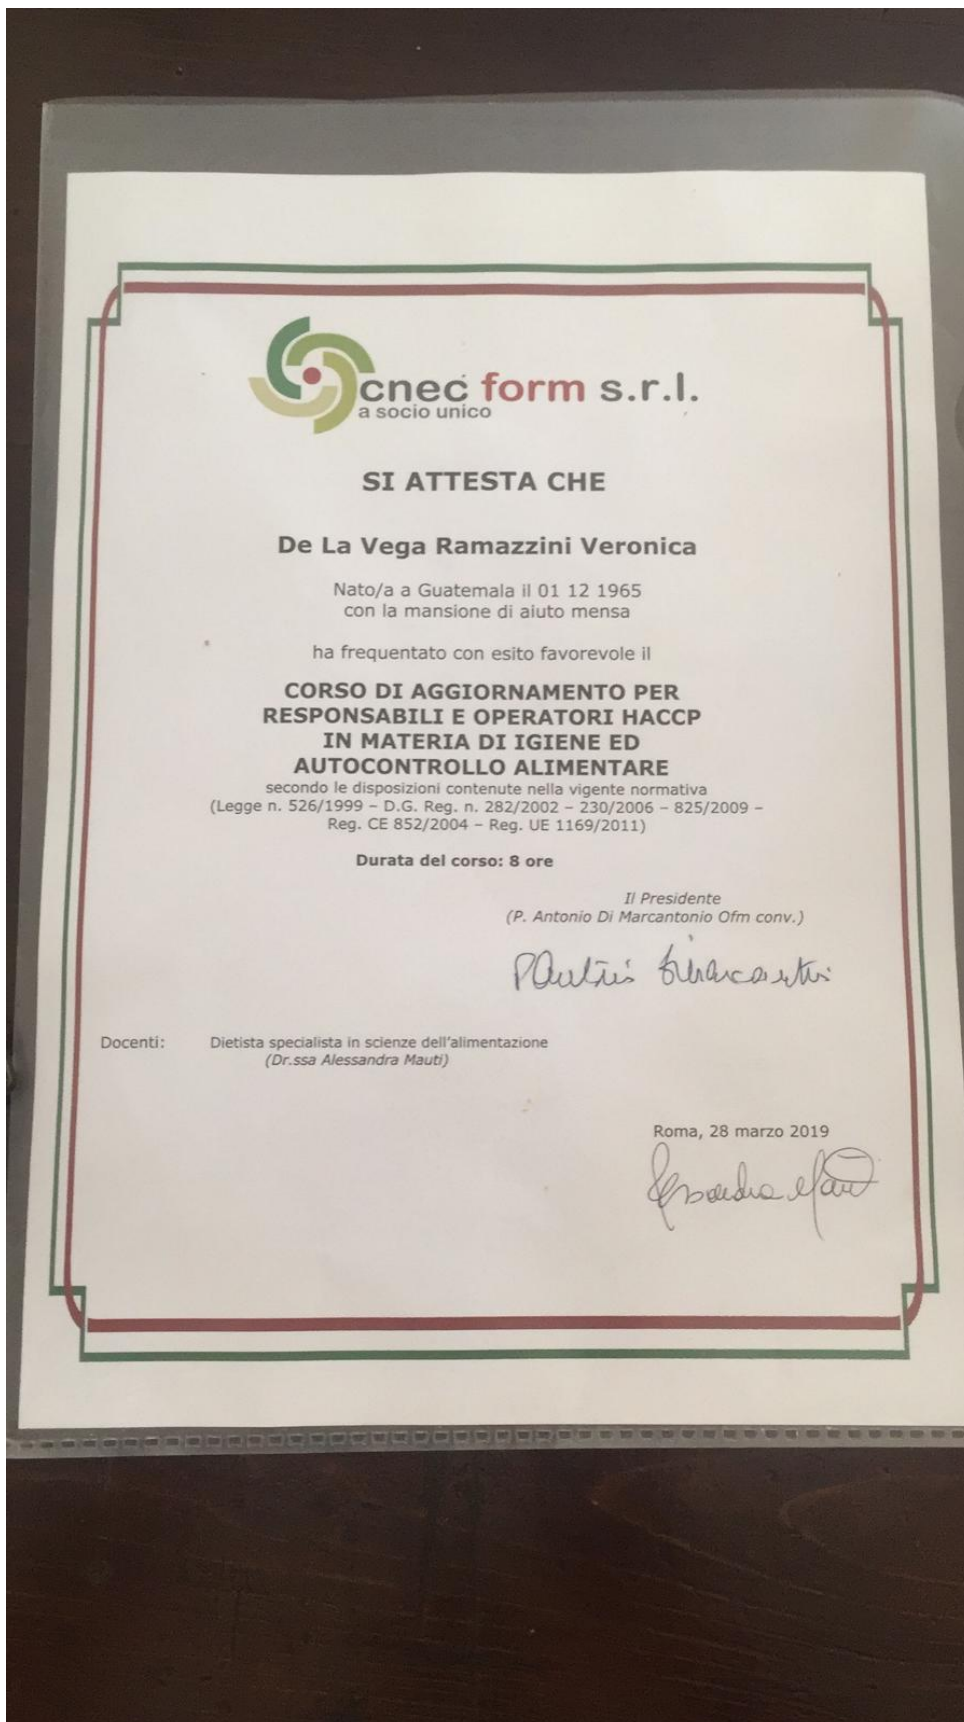 cnec form s.r.l.
a socio unico
SI ATTESTA CHE
De La Vega Ramazzini Veronica
Nato/a a Guatemala il 01 12 1965
con la mansione di aiuto mensa
ha frequentato con esito favorevole il
CORSO DI AGGIORNAMENTO PER
RESPONSABILI E OPERATORI HACCP
IN MATERIA DI IGIENE ED
AUTOCONTROLLO ALIMENTARE
secondo le disposizioni contenute nella vigente normativa
(Legge n. 526/1999 – D.G. Reg. n. 282/2002 – 230/2006 – 825/2009 –
Reg. CE 852/2004 – Reg. UE 1169/2011)
Durata del corso: 8 ore
Il Presidente
(P. Antonio Di Marcantonio Ofm conv.)
Docenti: Dietista specialista in scienze dell'alimentazione
(Dr.ssa Alessandra Mauti)
Roma, 28 marzo 2019